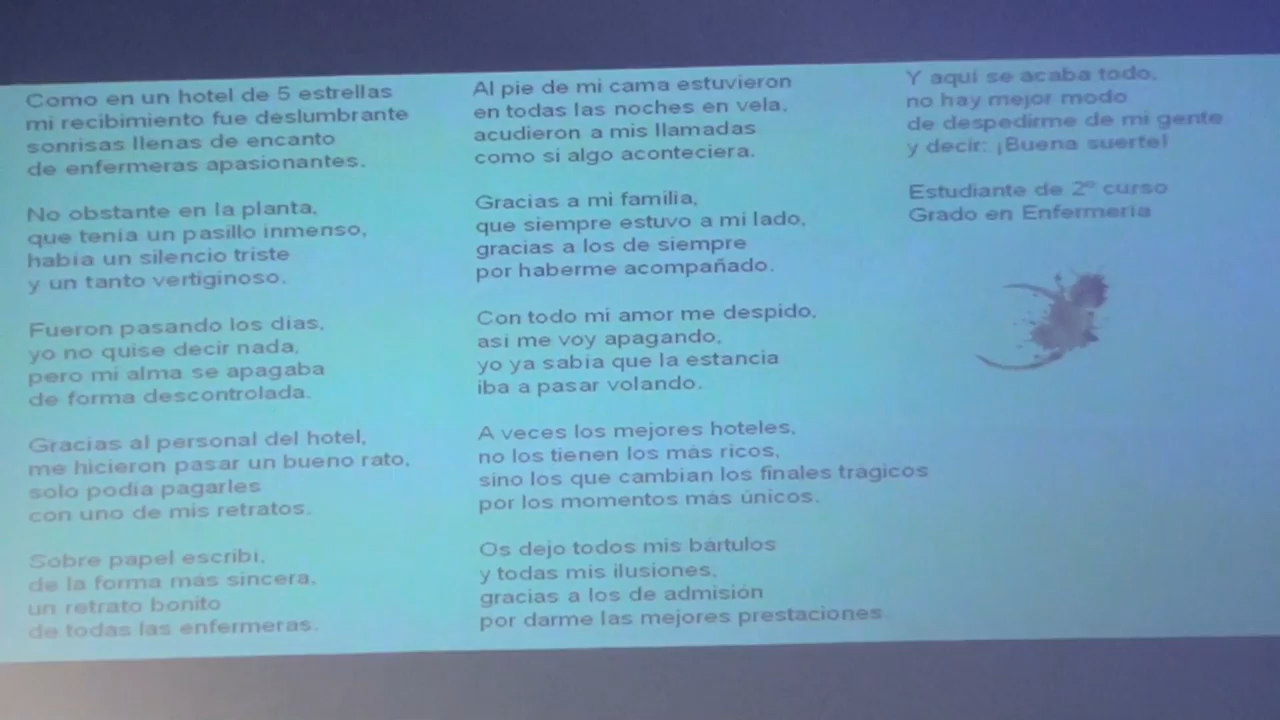 Como en un hotel de 5 estrellas
mi recibimiento fue deslumbrante
sonrisas llenas de encanto
de enfermeras apasionantes.
No obstante en la planta,
que tenía un pasillo inmenso,
había un silencio triste
y un tanto vertiginoso.
Fueron pasando los días,
yo no quise decir nada,
pero mi alma se apagaba
de forma descontrolada.
Gracias al personal del hotel,
me hicieron pasar un bueno rato,
solo podía pagarles
con uno de mis retratos.
Sobre papel escribí,
de la forma más sincera,
un retrato bonito
de todas las enfermeras.
Al pie de mi cama estuvieron
en todas las noches en vela,
acudieron a mis llamadas
como si algo aconteciera.
Gracias a mi familia,
que siempre estuvo a mi lado,
gracias a los de siempre
por haberme acompañado.
Con todo mi amor me despido,
así me voy apagando,
yo ya sabía que la estancia
iba a pasar volando.
A veces los mejores hoteles,
no los tienen los más ricos,
sino los que cambian los finales trágicos
por los momentos más únicos.
Os dejo todos mis bártulos
y todas mis ilusiones,
gracias a los de admisión
por darme las mejores prestaciones
Y aquí se acaba todo,
no hay mejor modo
de despedirme de mi gente
y decir: ¡Buena suerte!
Estudiante de 2º curso
Grado en Enfermería